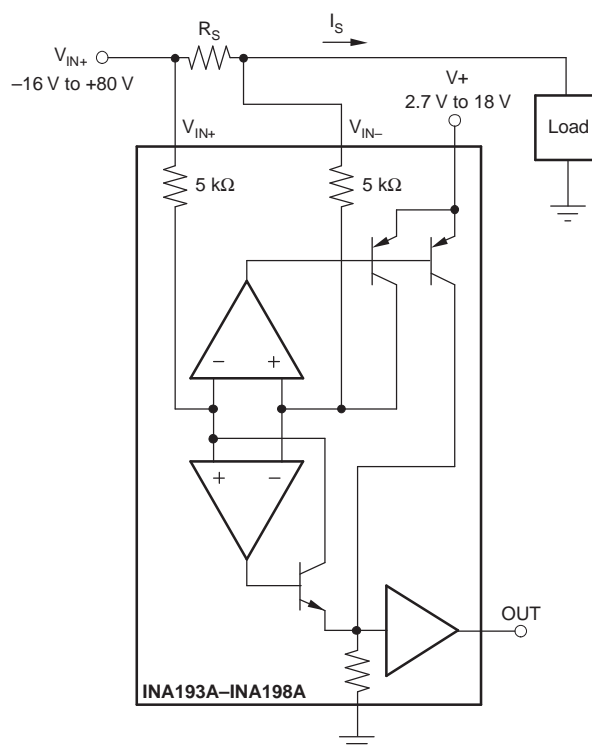 R_S
I_S
V_IN+
–16 V to +80 V
V+
2.7 V to 18 V
V_IN+
V_IN–
Load
5 kΩ
5 kΩ
–
+
+
–
OUT
INA193A–INA198A